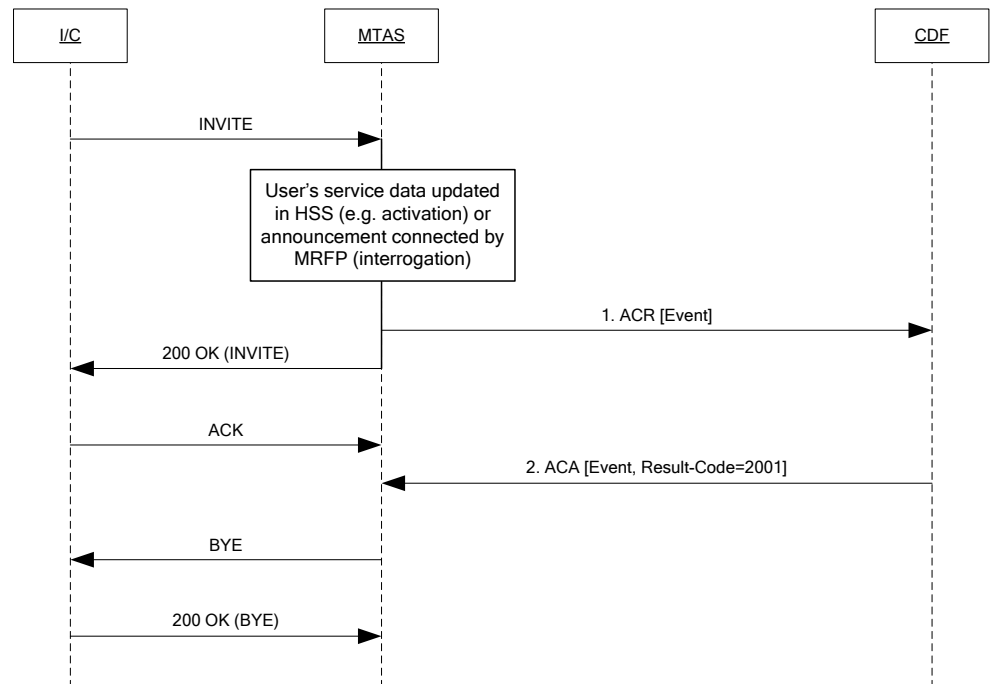 I/C
MTAS
CDF
INVITE
User's service data updated
in HSS (e.g. activation) or
announcement connected by
MRFP (interrogation)
1. ACR [Event]
200 OK (INVITE)
ACK
2. ACA [Event, Result-Code=2001]
BYE
200 OK (BYE)